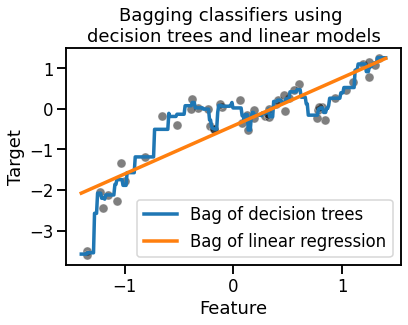 Bagging classifiers using
decision trees and linear models
Target
1
0
−1
−2
−3
Bag of decision trees
Bag of linear regression
−1
0
1
Feature